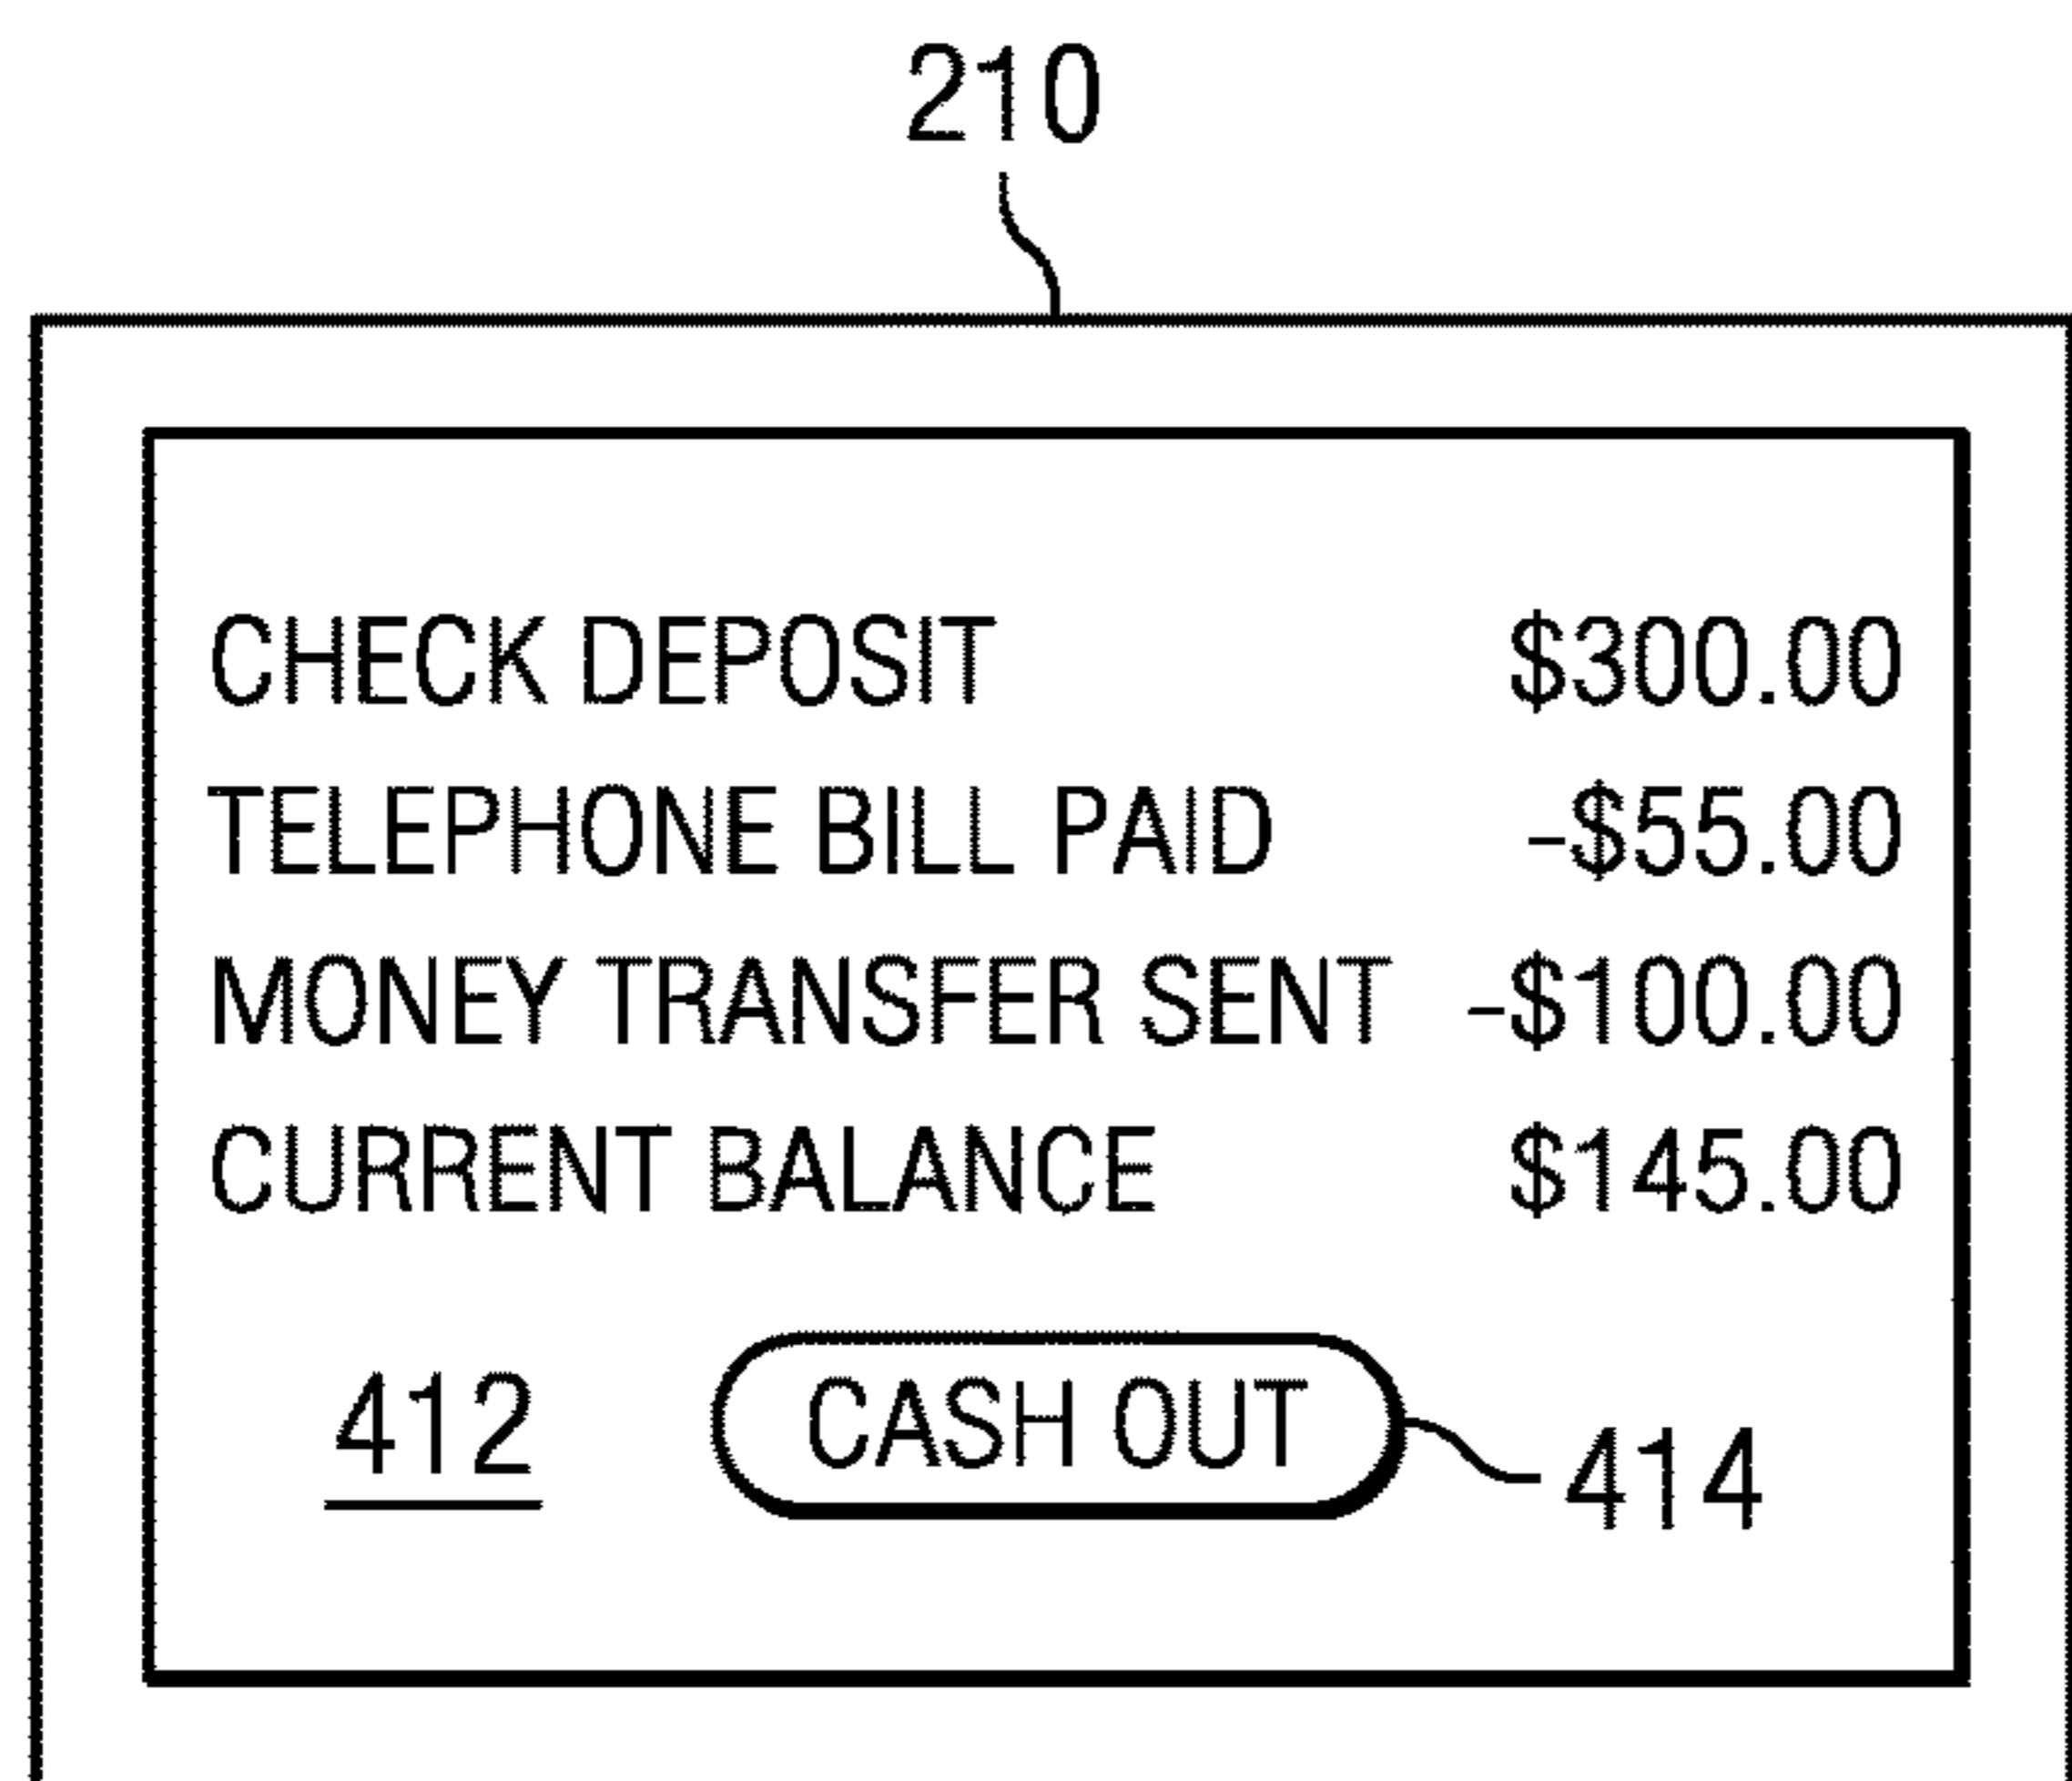 210
CHECK DEPOSIT $300.00
TELEPHONE BILL PAID -$55.00
MONEY TRANSFER SENT -$100.00
CURRENT BALANCE $145.00
412 CASH OUT 414